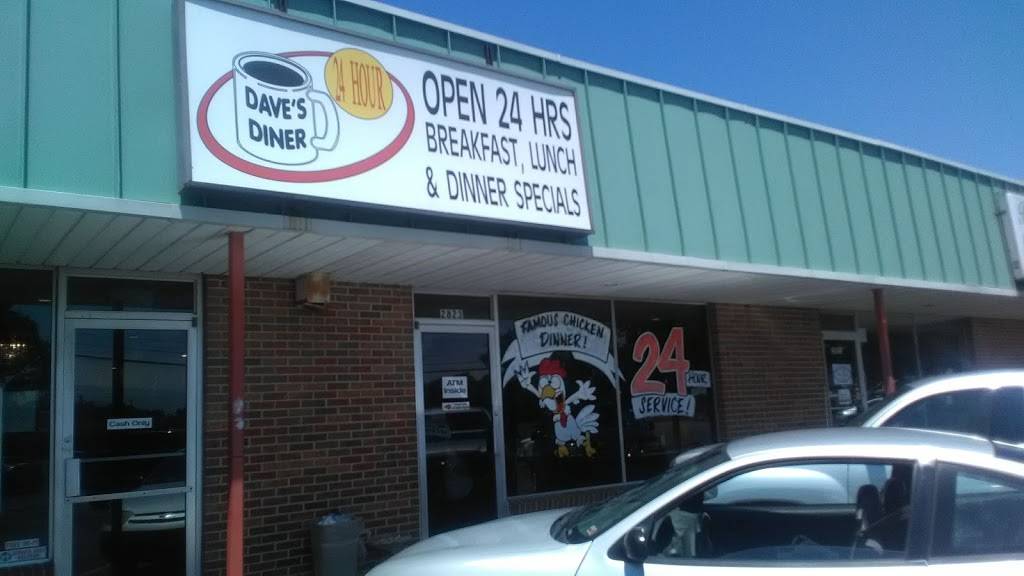 DAVE'S
DINER
24 HOUR
OPEN 24 HRS
BREAKFAST, LUNCH
& DINNER SPECIALS
2823
FAMOUS CHICKEN
DINNER!
24
HOUR
SERVICE!
ATM
Inside
Cash Only